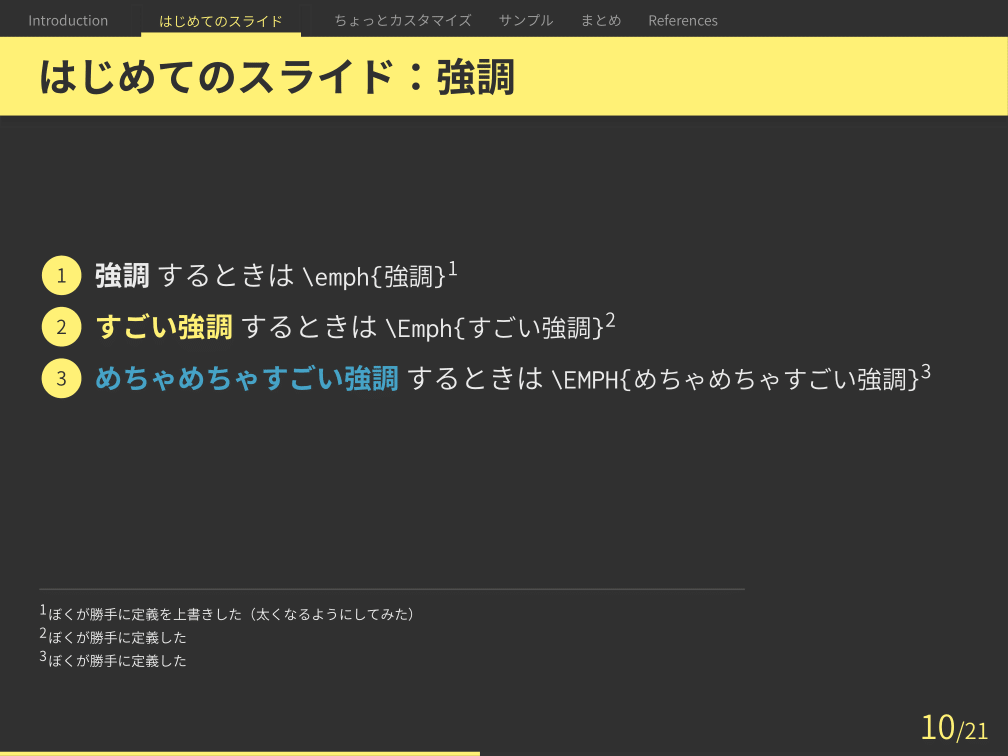 Introduction はじめてのスライド ちょっとカスタマイズ サンプル まとめ References
はじめてのスライド：強調
1 強調 するときは \emph{強調}1
2 すごい強調 するときは \Emph{すごい強調}2
3 めちゃめちゃすごい強調 するときは \EMPH{めちゃめちゃすごい強調}3
1ぼくが勝手に定義を上書きした（太くなるようにしてみた）
2ぼくが勝手に定義した
3ぼくが勝手に定義した
10/21